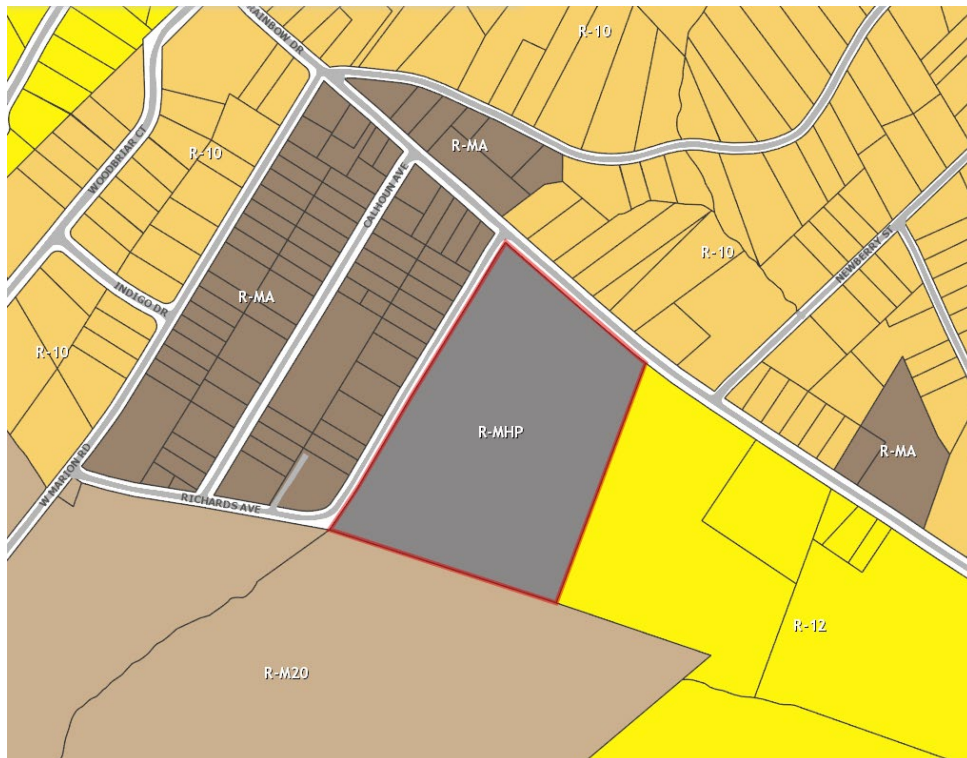 RAINBOW DR
R-10
R-MA
R-10
WOODBRIAR CT
CALHOUN AVE
R-10
NEWBERRY ST
INDIGO DR
R-MA
R-10
R-MHP
R-MA
W MARION RD
RICHARDS AVE
R-12
R-M20